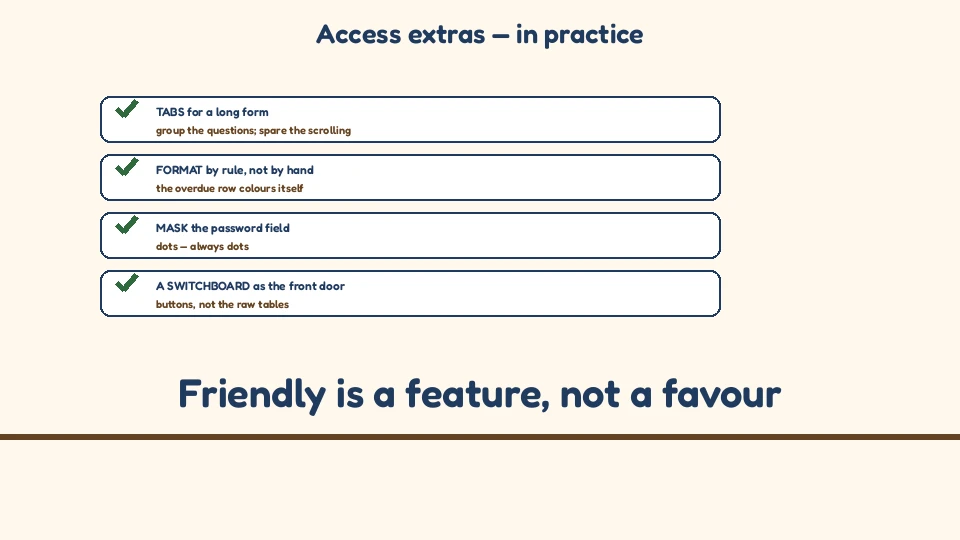 Access extras — in practice
TABS for a long form
group the questions; spare the scrolling
FORMAT by rule, not by hand
the overdue row colours itself
MASK the password field
dots — always dots
A SWITCHBOARD as the front door
buttons, not the raw tables
Friendly is a feature, not a favour